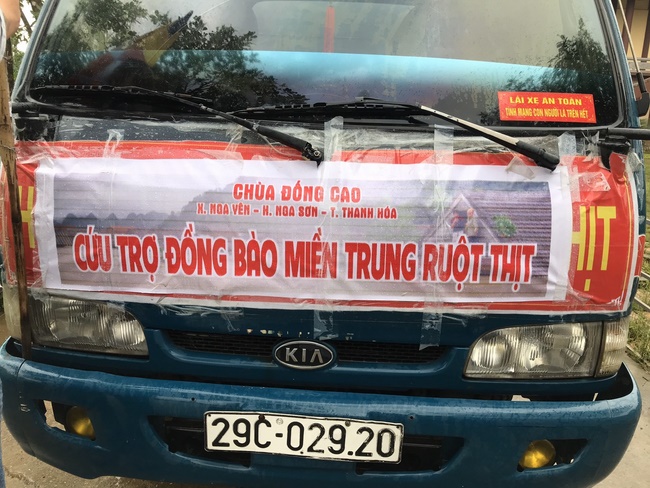 LÁI XE AN TOÀN
TÍNH MẠNG CON NGƯỜI LÀ TRÊN HẾT
CHÙA ĐỒNG CAO
X. NGA YÊN - H. NGA SƠN - T. THANH HÓA
CỨU TRỢ ĐỒNG BÀO MIỀN TRUNG RUỘT THỊT
HỊT
KIA
29C-029.20